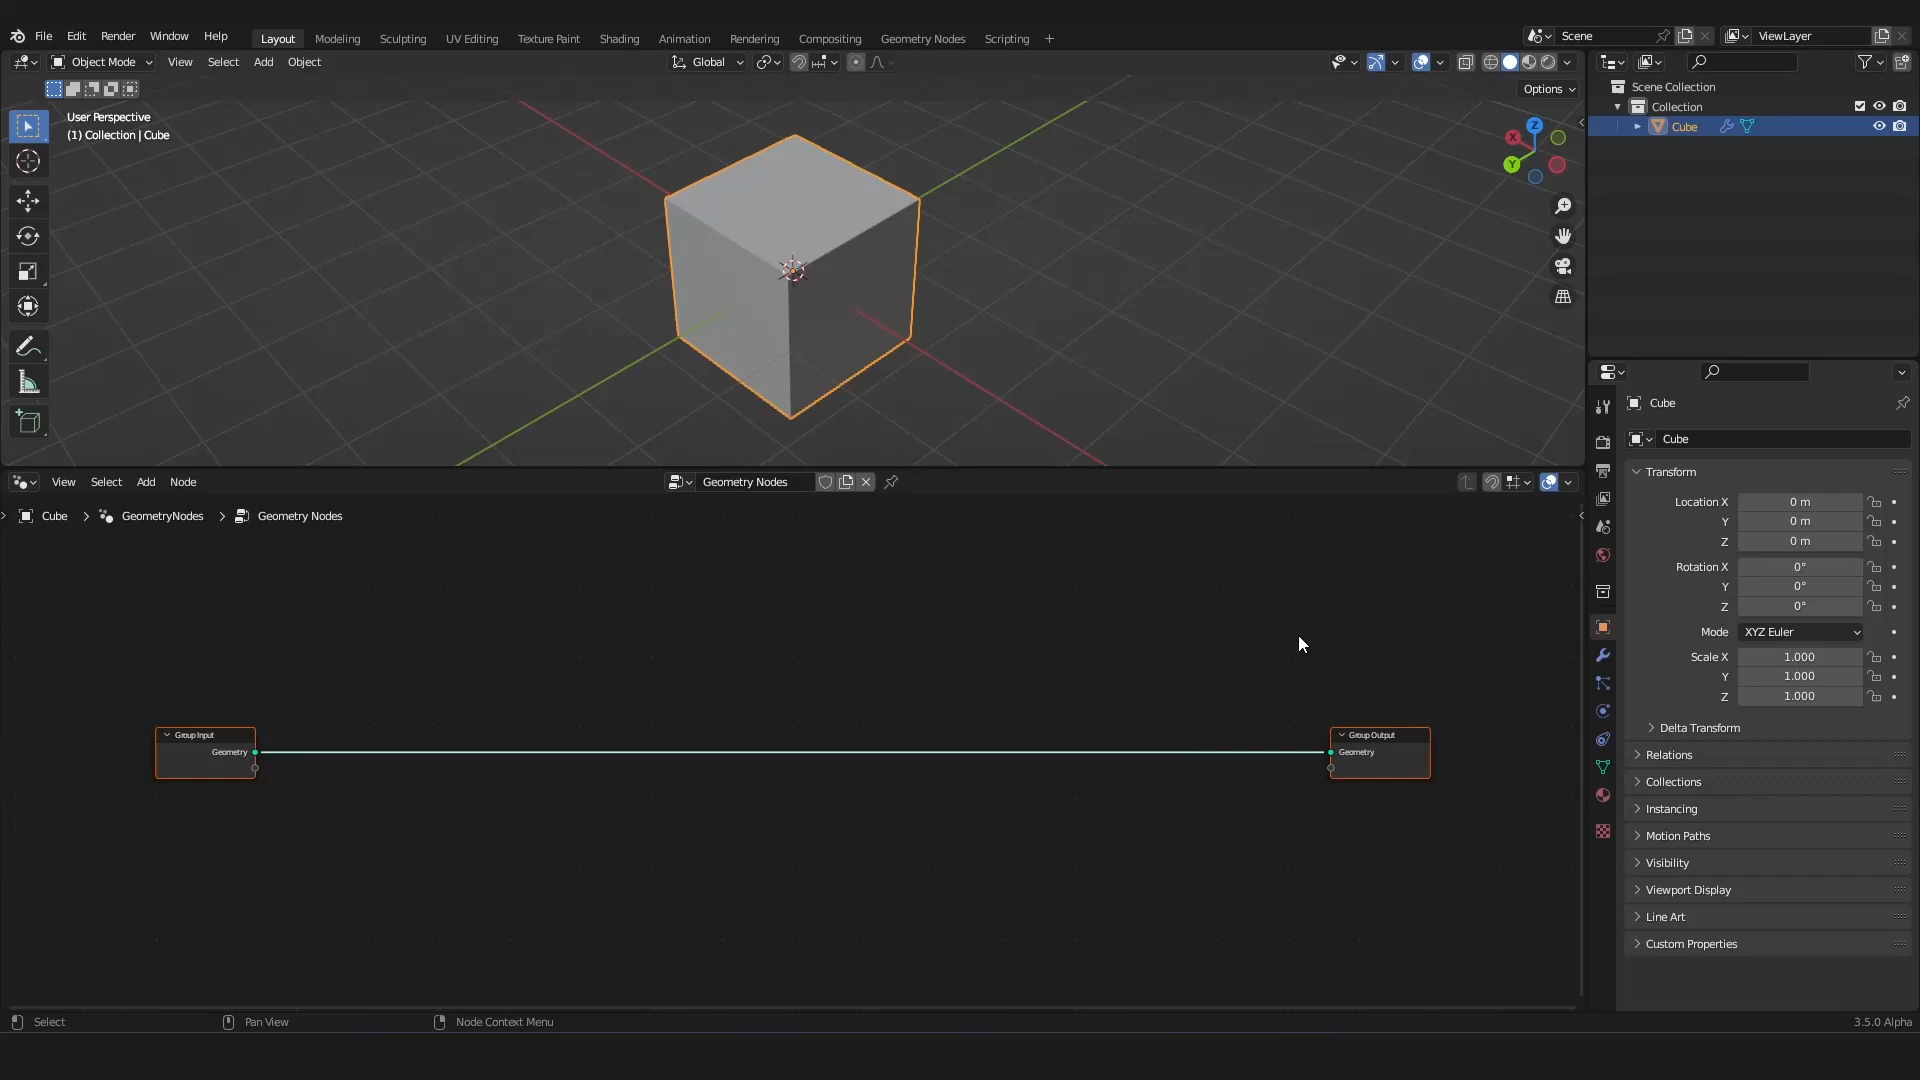 File Edit Render Window Help Layout Modeling Sculpting UV Editing Texture Paint Shading Animation Rendering Compositing Geometry Nodes Scripting + Scene ViewLayer
Object Mode View Select Add Object Global
Options
User Perspective
(1) Collection | Cube
Z
X
Y
Scene Collection
Collection
Cube
Cube
Cube
Transform
Location X 0 m
Y 0 m
Z 0 m
Rotation X 0°
Y 0°
Z 0°
Mode XYZ Euler
Scale X 1.000
Y 1.000
Z 1.000
Delta Transform
Relations
Collections
Instancing
Motion Paths
Visibility
Viewport Display
Line Art
Custom Properties
View Select Add Node Geometry Nodes
Cube > GeometryNodes > Geometry Nodes
Group Input
Geometry
Group Output
Geometry
Select Pan View Node Context Menu 3.5.0 Alpha